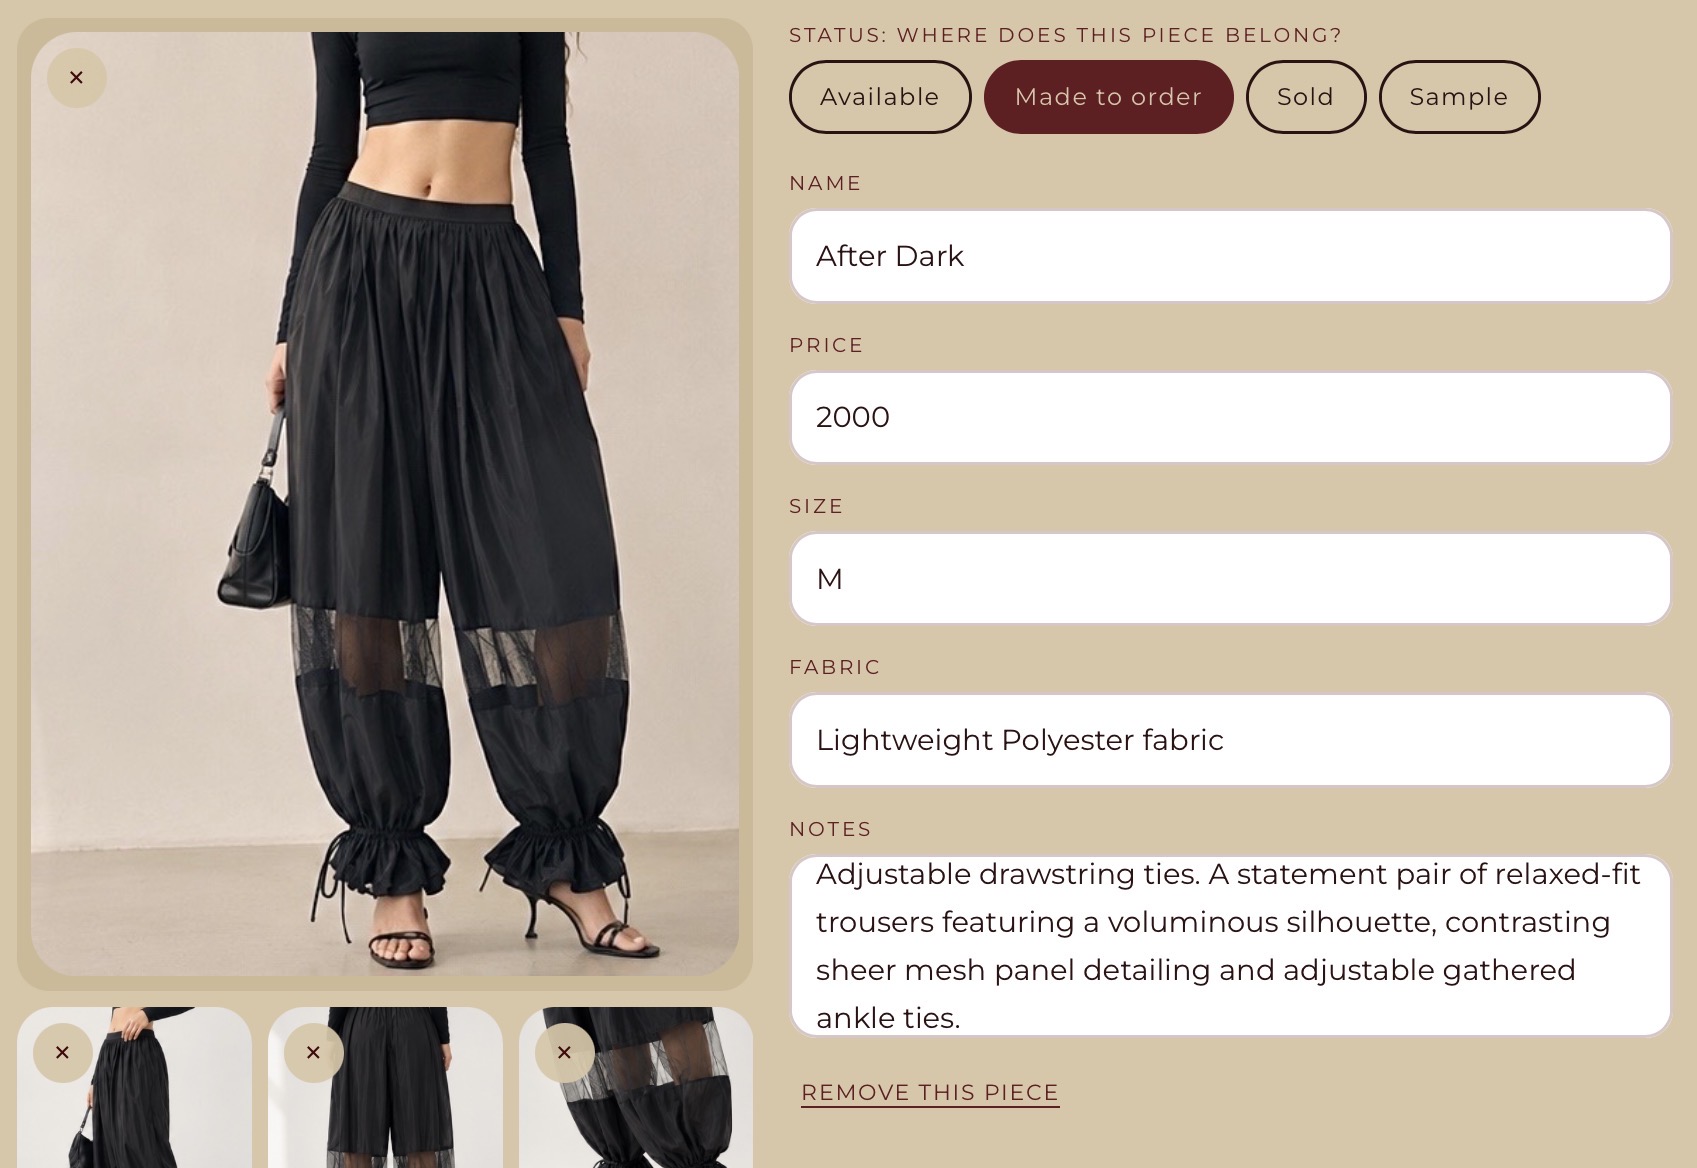 STATUS: WHERE DOES THIS PIECE BELONG?
Available
Made to order
Sold
Sample
NAME
After Dark
PRICE
2000
SIZE
M
FABRIC
Lightweight Polyester fabric
NOTES
Adjustable drawstring ties. A statement pair of relaxed-fit
trousers featuring a voluminous silhouette, contrasting
sheer mesh panel detailing and adjustable gathered
ankle ties.
REMOVE THIS PIECE